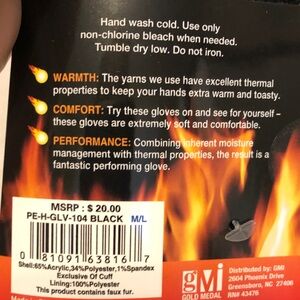 Hand wash cold. Use only
non-chlorine bleach when needed.
Tumble dry low. Do not iron.
WARMTH: The yarns we use have excellent thermal
properties to keep your hands extra warm and toasty.
COMFORT: Try these gloves on and see for yourself –
these gloves are extremely soft and comfortable.
PERFORMANCE: Combining inherent moisture
management with thermal properties, the result is a
fantastic performing glove.
MSRP : $ 20.00
PE-H-GLV-104 BLACK M/L
0 81091 63816 7
Shell:65%Acrylic,34%Polyester,1%Spandex
Exclusive Of Cuff
Lining:100%Polyester
This product contains faux fur.
Made in
gmi
GOLD MEDAL
Distributed by: GMI
2604 Phoenix Drive
Greensboro, NC 27406
RN# 43476